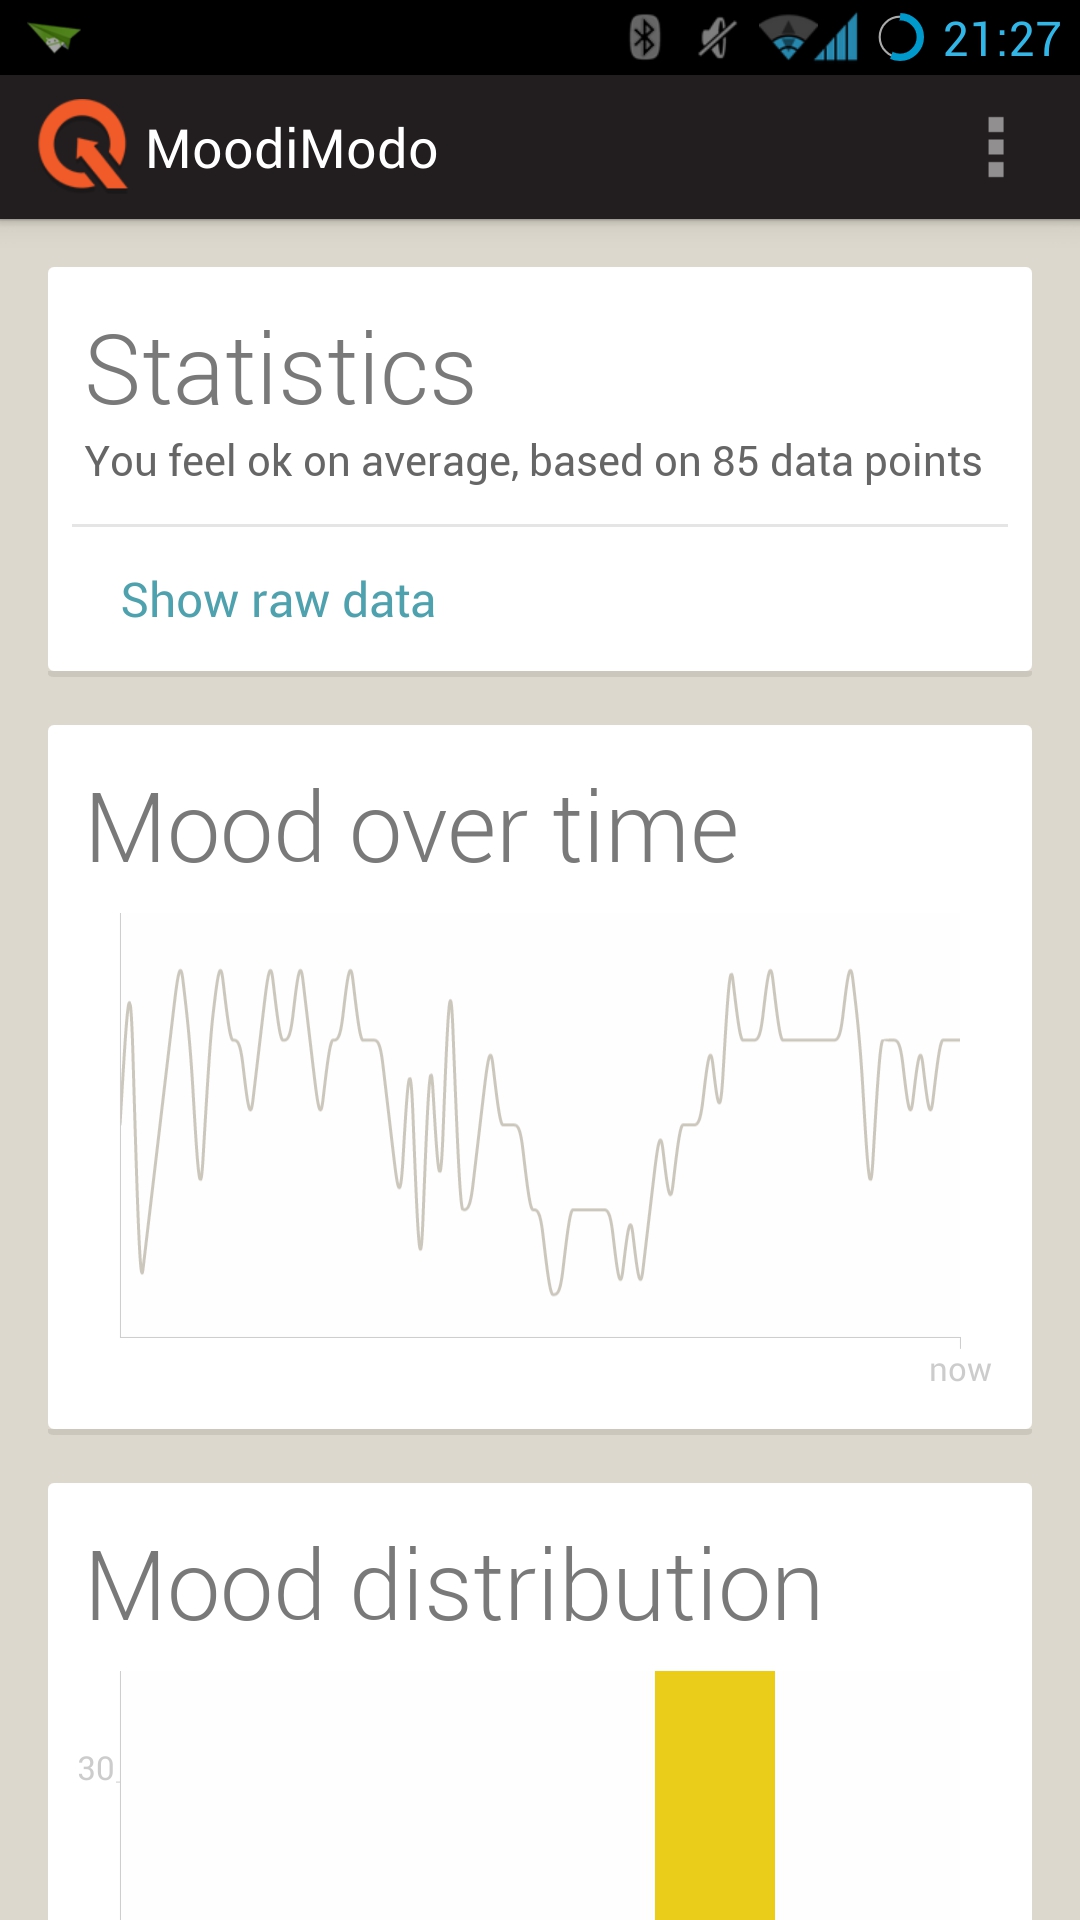 21:27
MoodiModo
Statistics
You feel ok on average, based on 85 data points
Show raw data
Mood over time
now
Mood distribution
30